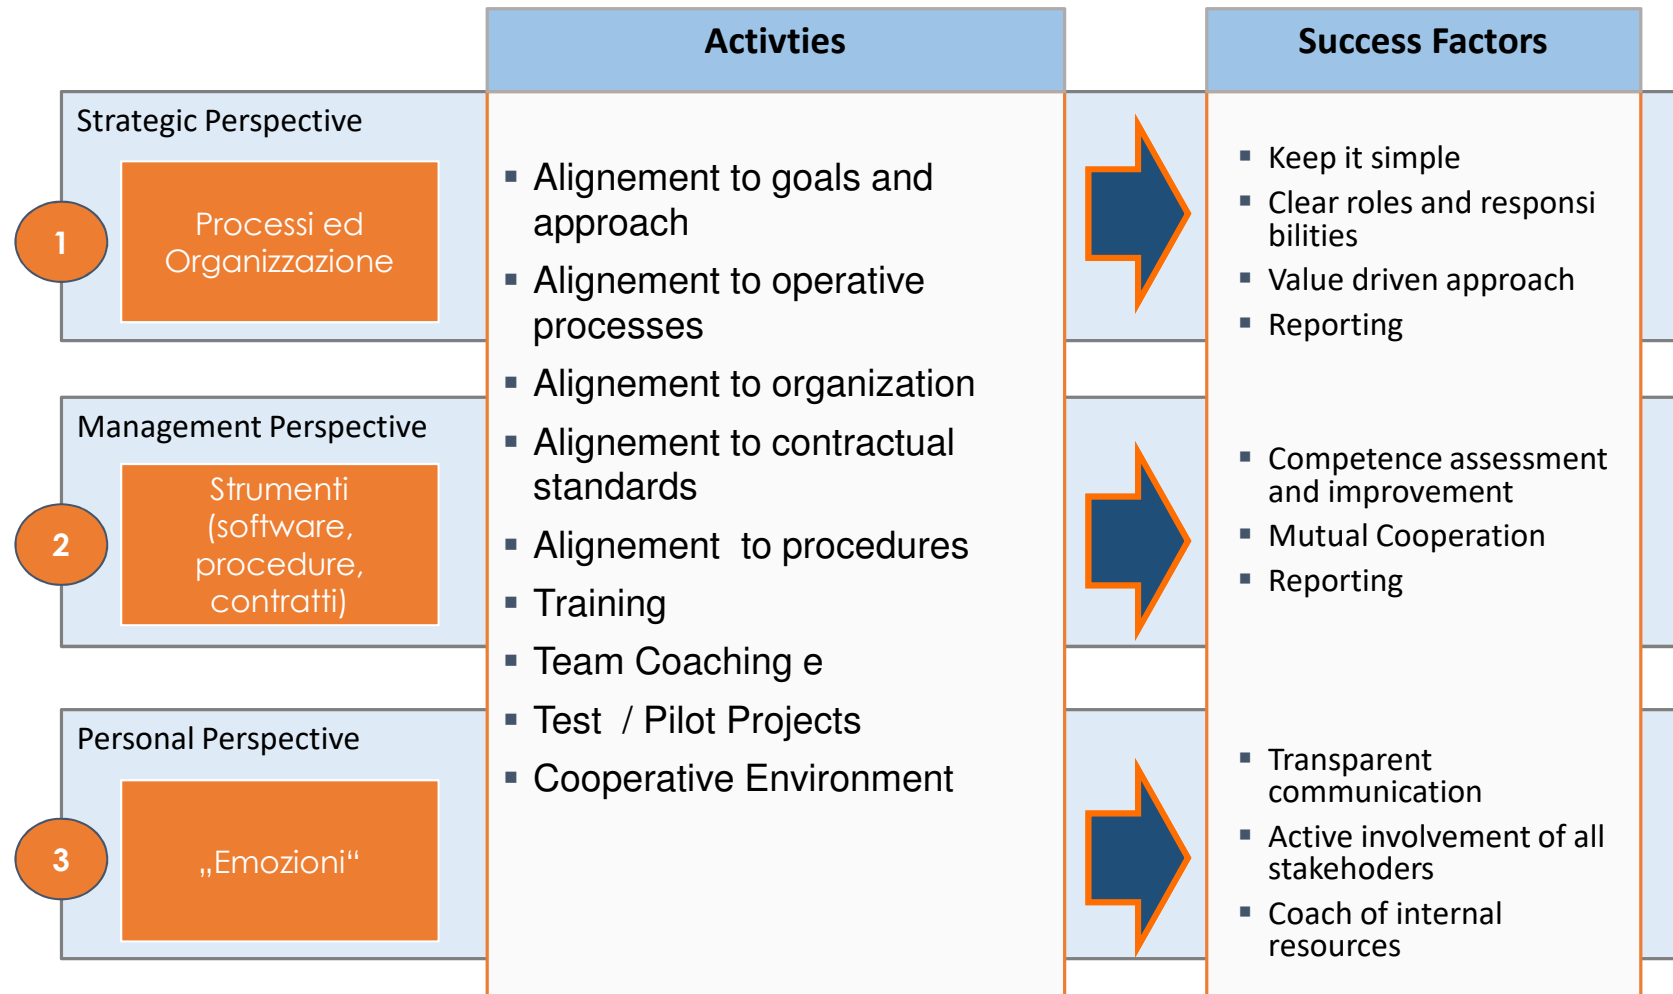 Activties
Success Factors
Strategic Perspective
1
Processi ed
Organizzazione
Management Perspective
2
Strumenti
(software,
procedure,
contratti)
Personal Perspective
3
„Emozioni“
▪ Alignement to goals and
approach
▪ Alignement to operative
processes
▪ Alignement to organization
▪ Alignement to contractual
standards
▪ Alignement  to procedures
▪ Training
▪ Team Coaching e
▪ Test  / Pilot Projects
▪ Cooperative Environment
▪ Keep it simple
▪ Clear roles and responsi
bilities
▪ Value driven approach
▪ Reporting
▪ Competence assessment
and improvement
▪ Mutual Cooperation
▪ Reporting
▪ Transparent
communication
▪ Active involvement of all
stakehoders
▪ Coach of internal
resources